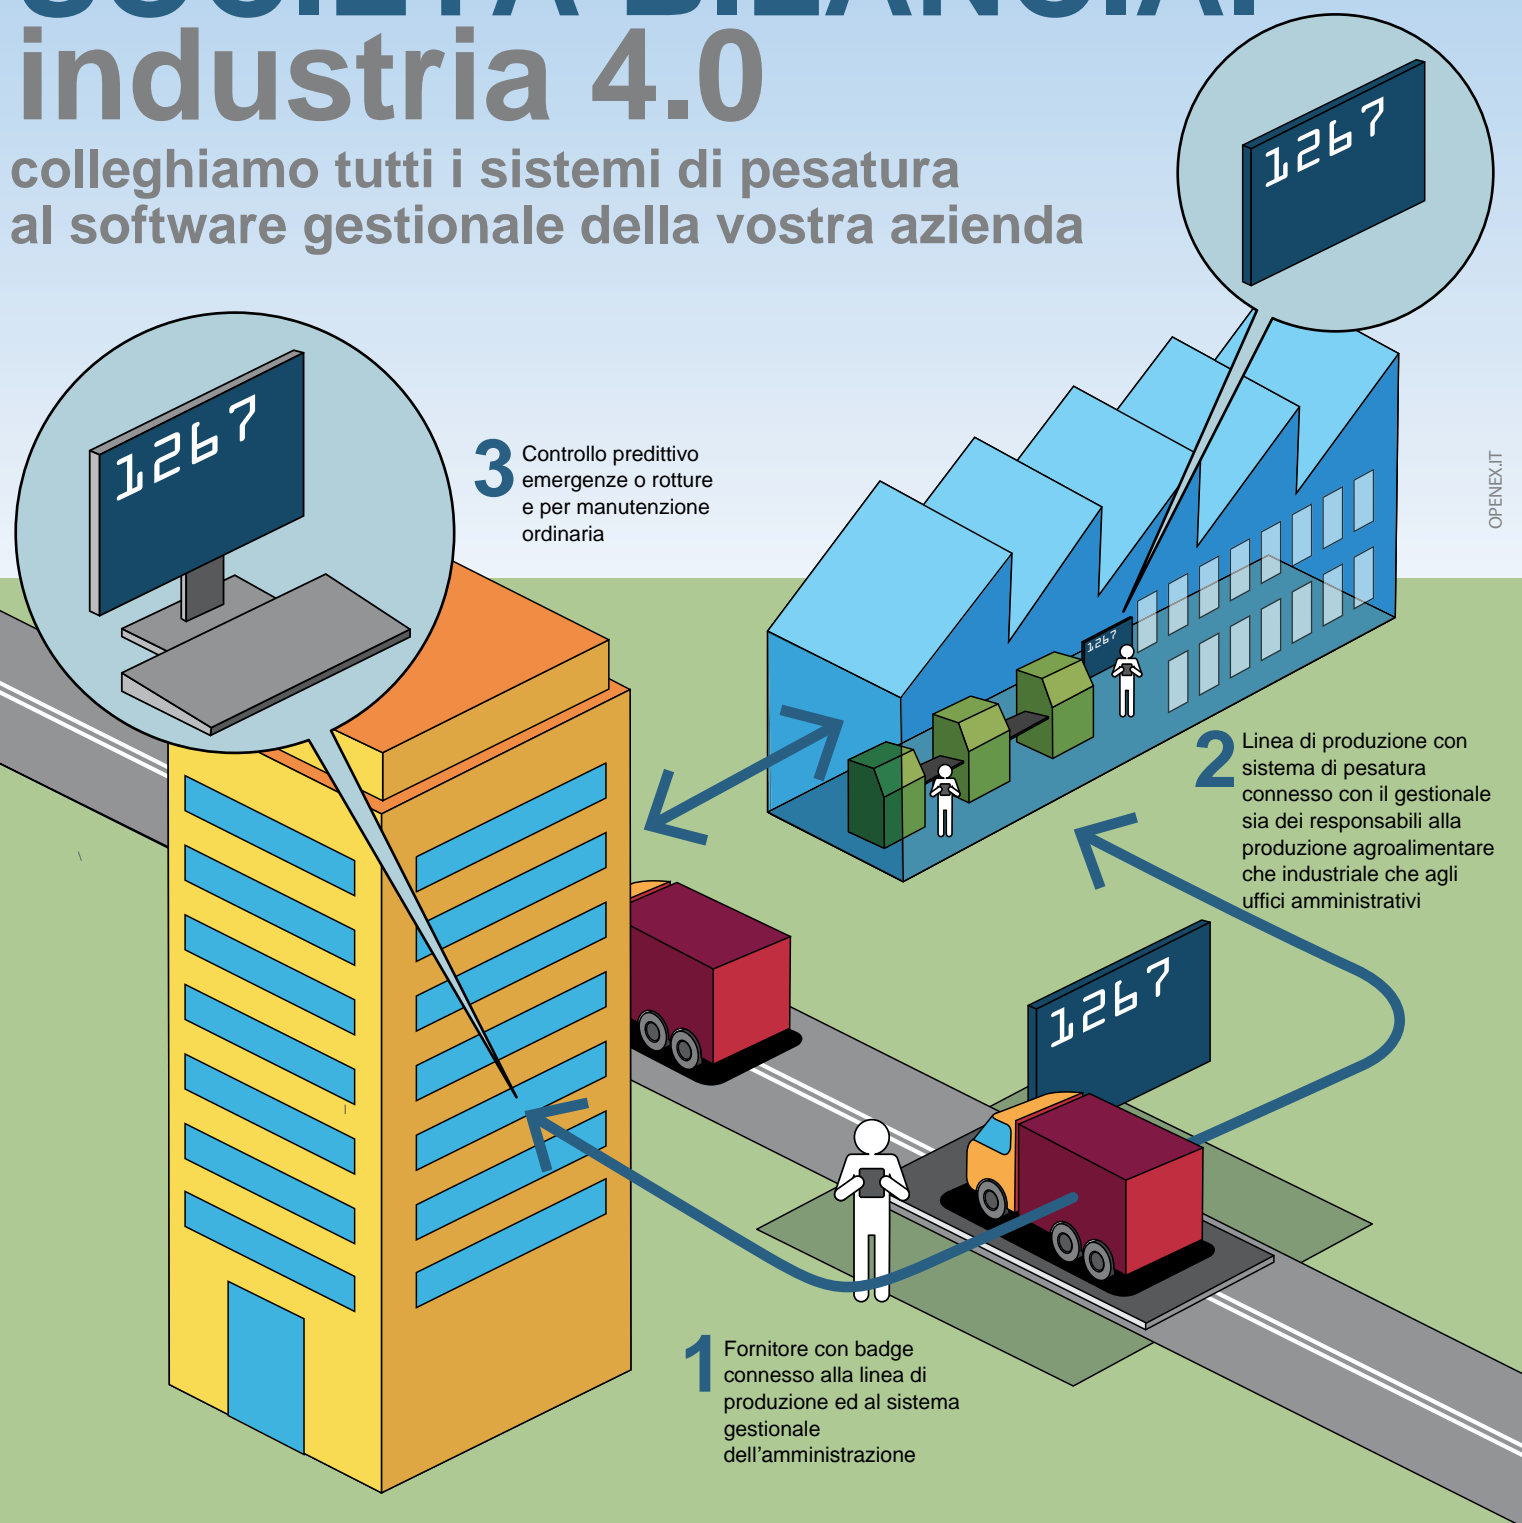 SOCIETÀ BILANCIAI
industria 4.0
colleghiamo tutti i sistemi di pesatura
al software gestionale della vostra azienda
1267
1267
3
Controllo predittivo
emergenze o rotture
e per manutenzione
ordinaria
OPENEX.IT
1267
2
Linea di produzione con
sistema di pesatura
connesso con il gestionale
sia dei responsabili alla
produzione agroalimentare
che industriale che agli
uffici amministrativi
1267
1
Fornitore con badge
connesso alla linea di
produzione ed al sistema
gestionale
dell'amministrazione